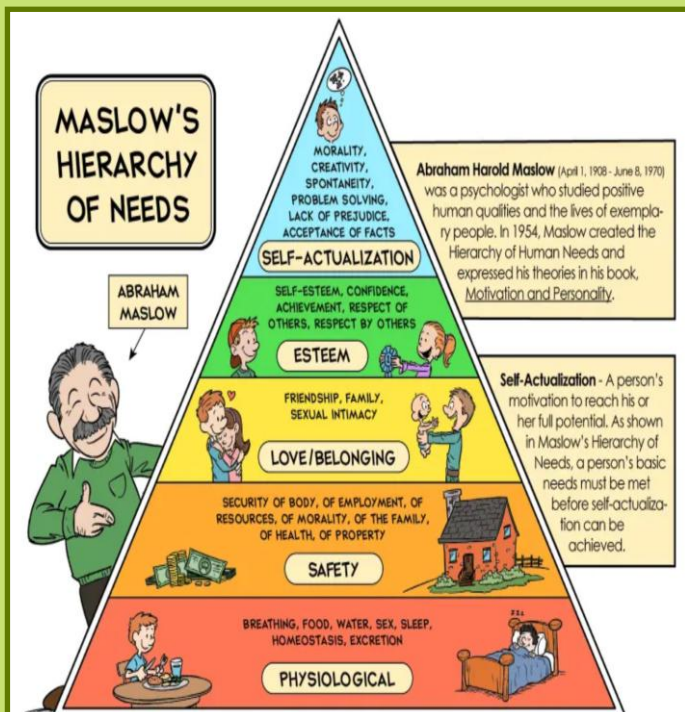 MASLOW'S
HIERARCHY
OF NEEDS
ABRAHAM
MASLOW
MORALITY,
CREATIVITY,
SPONTANEITY,
PROBLEM SOLVING,
LACK OF PREJUDICE,
ACCEPTANCE OF FACTS
SELF-ACTUALIZATION
SELF-ESTEEM, CONFIDENCE,
ACHIEVEMENT, RESPECT OF
OTHERS, RESPECT BY OTHERS
ESTEEM
FRIENDSHIP, FAMILY,
SEXUAL INTIMACY
LOVE/BELONGING
SECURITY OF BODY, OF EMPLOYMENT, OF
RESOURCES, OF MORALITY, OF THE FAMILY,
OF HEALTH, OF PROPERTY
SAFETY
BREATHING, FOOD, WATER, SEX, SLEEP,
HOMEOSTASIS, EXCRETION
PHYSIOLOGICAL
Abraham Harold Maslow (April 1, 1908 - June 8, 1970)
was a psychologist who studied positive
human qualities and the lives of exempla-
ry people. In 1954, Maslow created the
Hierarchy of Human Needs and
expressed his theories in his book,
Motivation and Personality.
Self-Actualization - A person's
motivation to reach his or
her full potential. As shown
in Maslow's Hierarchy of
Needs, a person's basic
needs must be met
before self-actualiza-
tion can be
achieved.